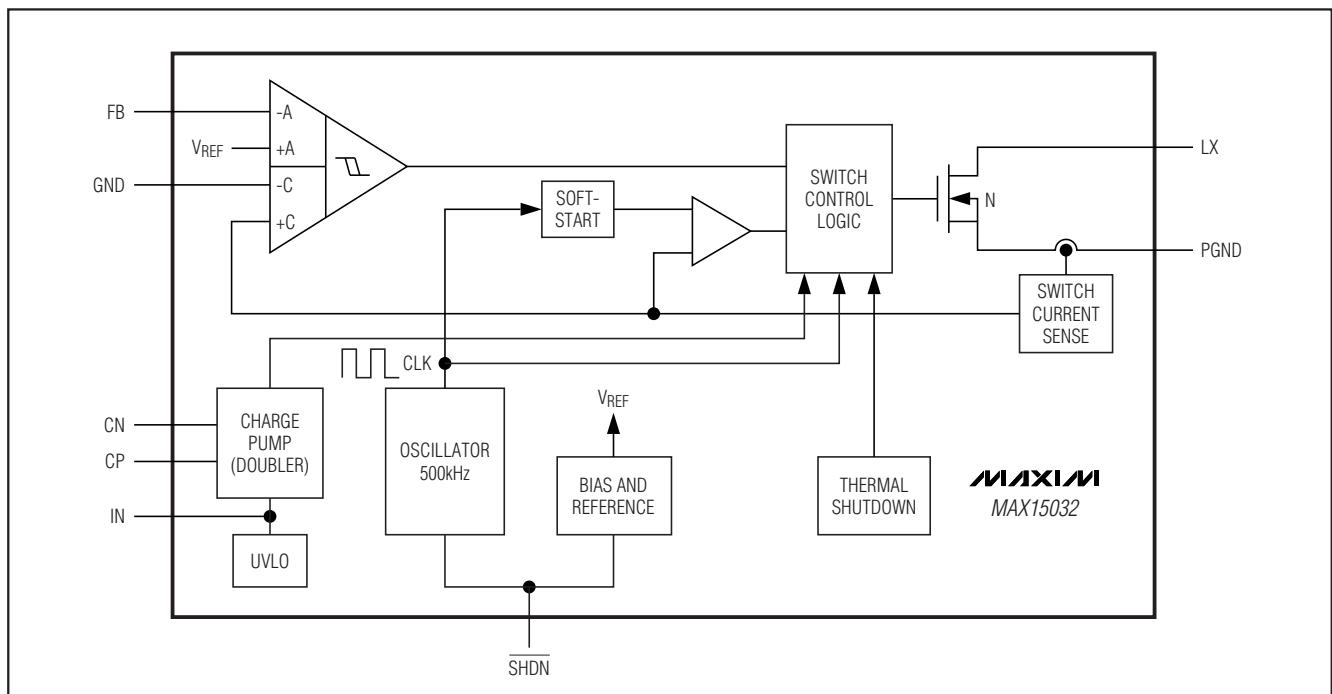 FB
-A
VREF
+A
GND
-C
+C
SOFT-
START
SWITCH
CONTROL
LOGIC
N
LX
PGND
SWITCH
CURRENT
SENSE
CLK
CN
CP
IN
CHARGE
PUMP
(DOUBLER)
UVLO
OSCILLATOR
500kHz
VREF
BIAS AND
REFERENCE
THERMAL
SHUTDOWN
MAXIM
MAX15032
SHDN